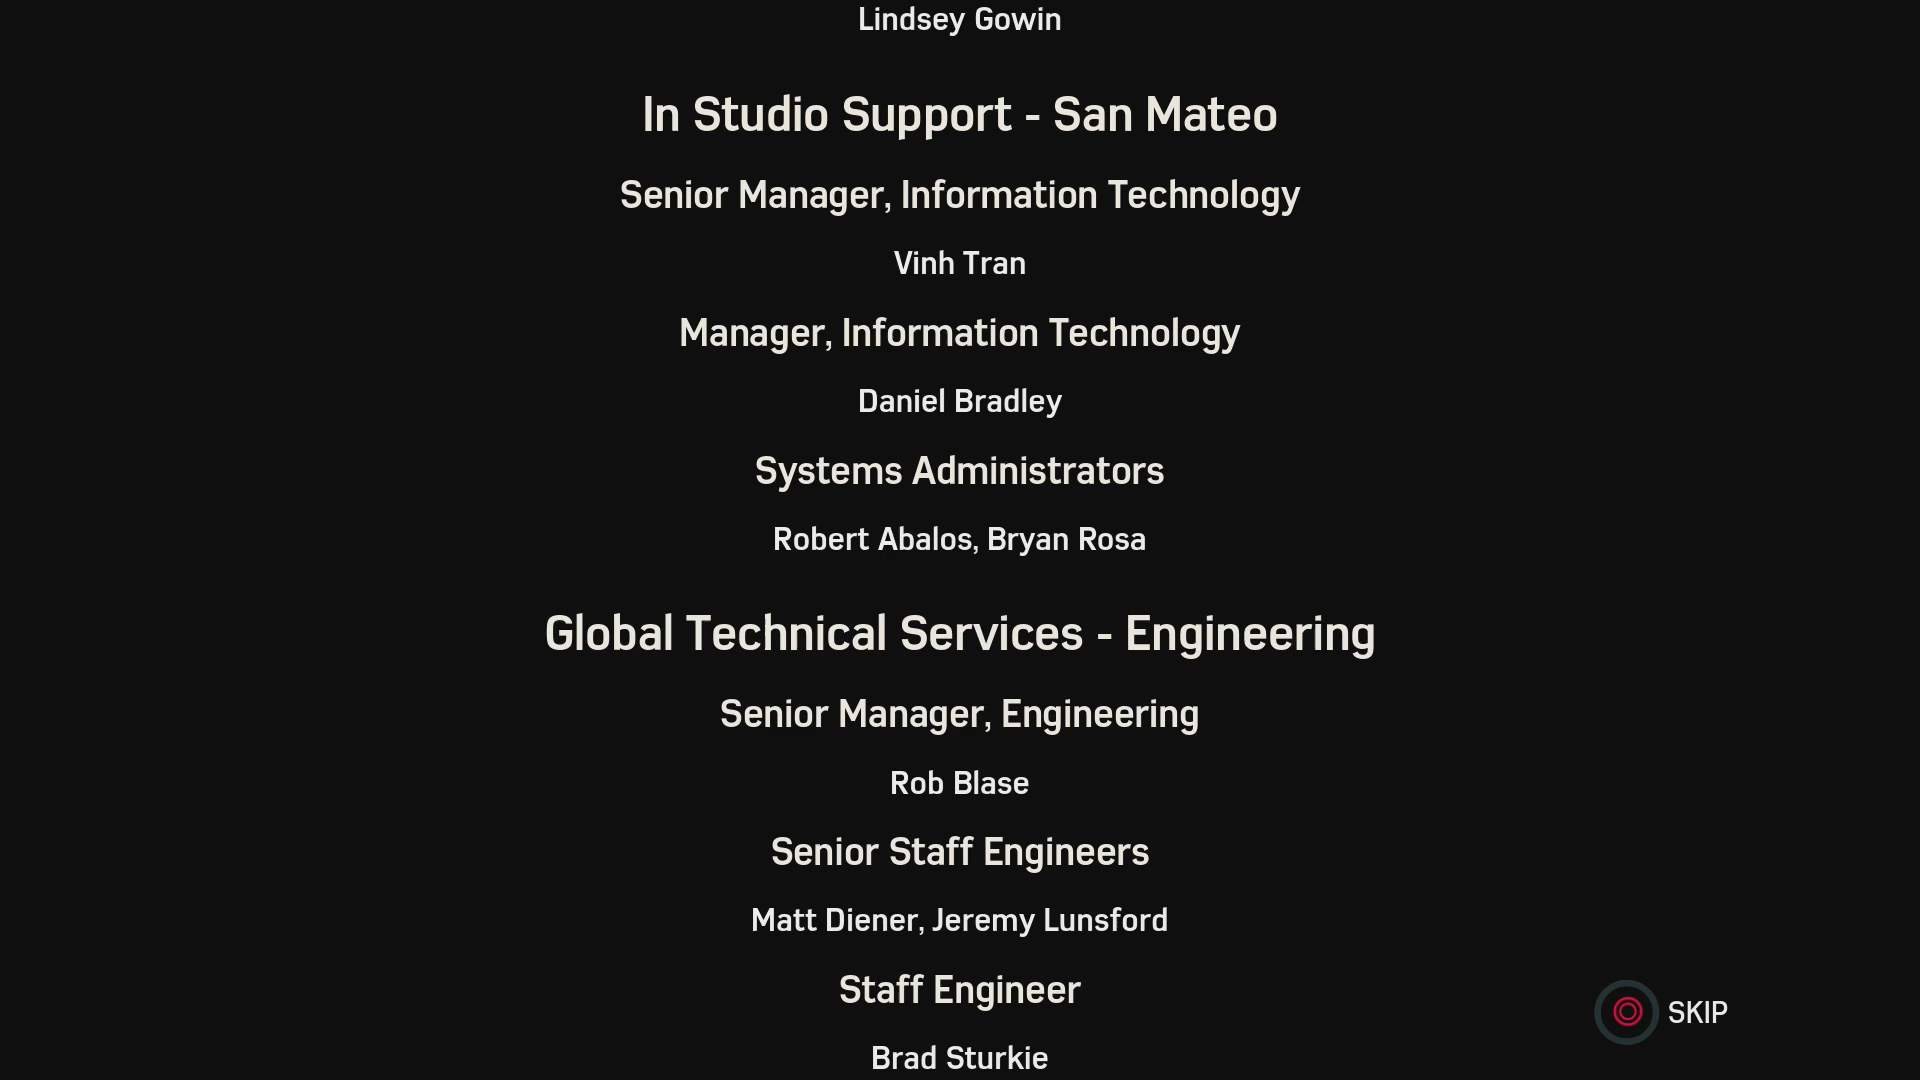 Lindsey Gowin
In Studio Support - San Mateo
Senior Manager, Information Technology
Vinh Tran
Manager, Information Technology
Daniel Bradley
Systems Administrators
Robert Abalos, Bryan Rosa
Global Technical Services - Engineering
Senior Manager, Engineering
Rob Blase
Senior Staff Engineers
Matt Diener, Jeremy Lunsford
Staff Engineer
SKIP
Brad Sturkie